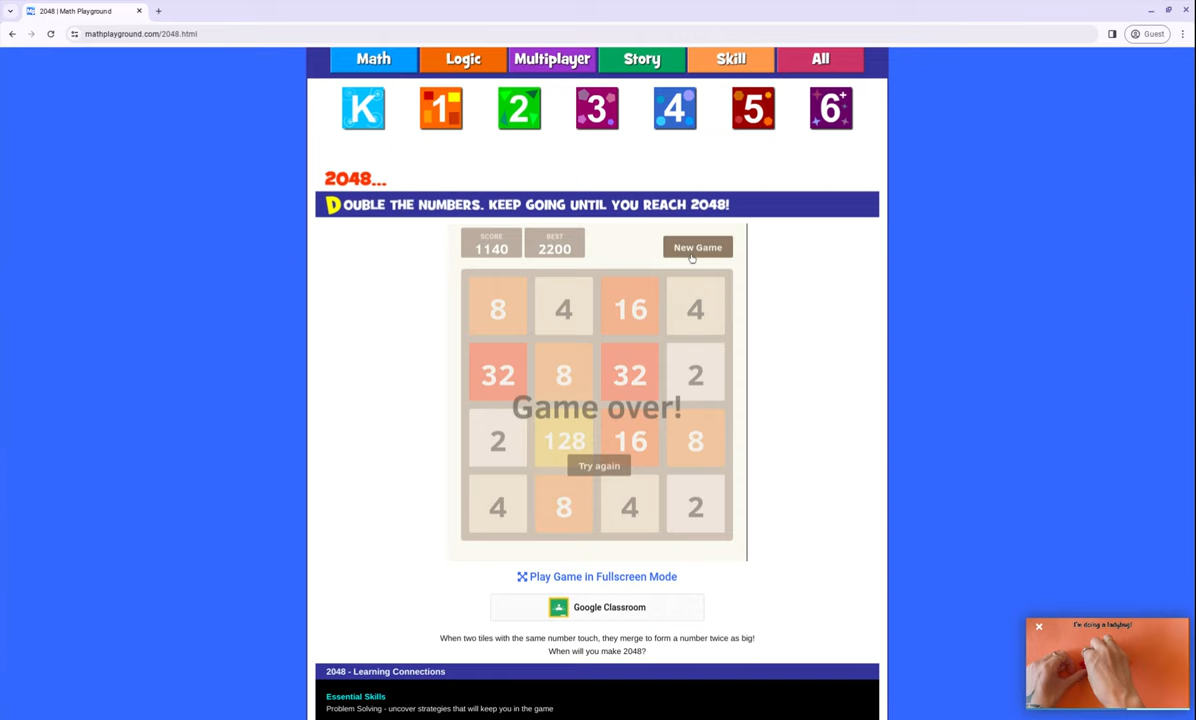 2048 | Math Playground
mathplayground.com/2048.html
Guest
Math Logic Multiplayer Story Skill All
K 1 2 3 4 5 6+
2048...
DOUBLE THE NUMBERS. KEEP GOING UNTIL YOU REACH 2048!
SCORE BEST
1140 2200
New Game
8 4 16 4
32 8 32 2
Game over!
2 128 16 8
Try again
4 8 4 2
Play Game in Fullscreen Mode
Google Classroom
When two tiles with the same number touch, they merge to form a number twice as big!
When will you make 2048?
2048 - Learning Connections
Essential Skills
Problem Solving - uncover strategies that will keep you in the game
I'm doing a ladybug!